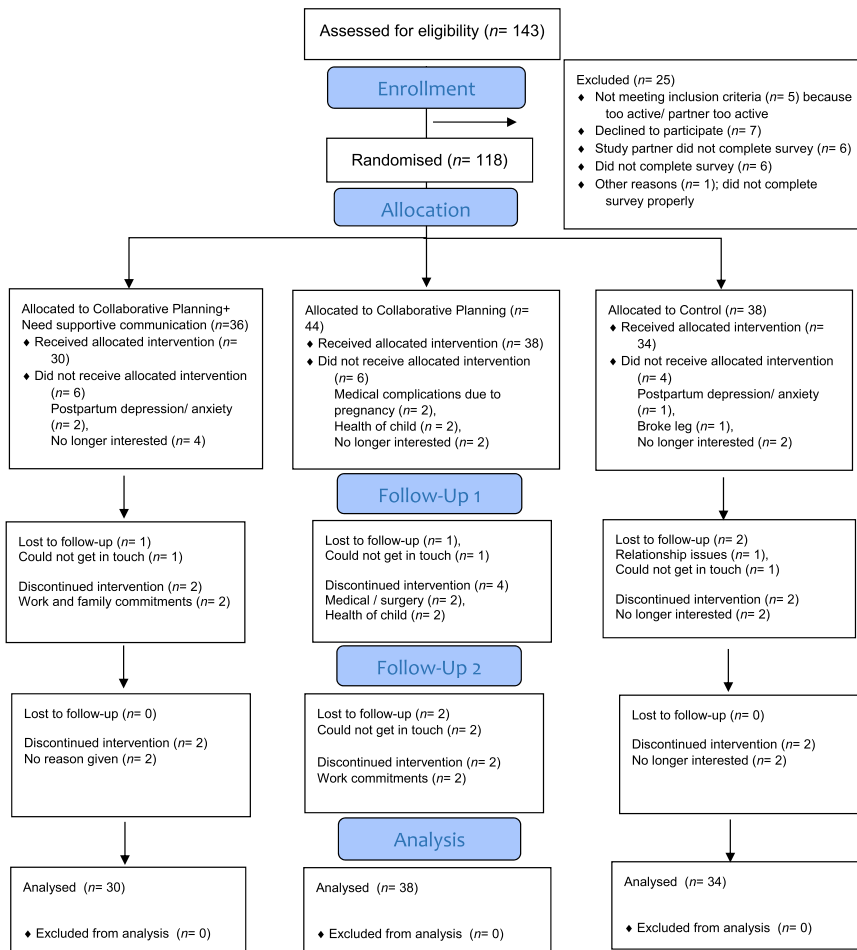 Assessed for eligibility (n= 143)
Enrollment
Excluded (n= 25)
♦ Not meeting inclusion criteria (n= 5) because
too active/ partner too active
♦ Declined to participate (n= 7)
♦ Study partner did not complete survey (n= 6)
♦ Did not complete survey (n= 6)
♦ Other reasons (n= 1); did not complete
survey properly
Randomised (n= 118)
Allocation
Allocated to Collaborative Planning+
Need supportive communication (n=36)
♦ Received allocated intervention (n=
30)
♦ Did not receive allocated intervention
(n= 6)
Postpartum depression/ anxiety
(n= 2),
No longer interested (n= 4)
Allocated to Collaborative Planning (n=
44)
♦ Received allocated intervention (n= 38)
♦ Did not receive allocated intervention
(n= 6)
Medical complications due to
pregnancy (n= 2),
Health of child (n = 2),
No longer interested (n= 2)
Allocated to Control (n= 38)
♦ Received allocated intervention (n=
34)
♦ Did not receive allocated intervention
(n= 4)
Postpartum depression/ anxiety
(n= 1),
Broke leg (n= 1),
No longer interested (n= 2)
Follow-Up 1
Lost to follow-up (n= 1)
Could not get in touch (n= 1)
Discontinued intervention (n= 2)
Work and family commitments (n= 2)
Lost to follow-up (n= 1),
Could not get in touch (n= 1)
Discontinued intervention (n= 4)
Medical / surgery (n= 2),
Health of child (n= 2)
Lost to follow-up (n= 2)
Relationship issues (n= 1),
Could not get in touch (n= 1)
Discontinued intervention (n= 2)
No longer interested (n= 2)
Follow-Up 2
Lost to follow-up (n= 0)
Discontinued intervention (n= 2)
No reason given (n= 2)
Lost to follow-up (n= 2)
Could not get in touch (n= 2)
Discontinued intervention (n= 2)
Work commitments (n= 2)
Lost to follow-up (n= 0)
Discontinued intervention (n= 2)
No longer interested (n= 2)
Analysis
Analysed (n= 30)
♦ Excluded from analysis (n= 0)
Analysed (n= 38)
♦ Excluded from analysis (n= 0)
Analysed (n= 34)
♦ Excluded from analysis (n= 0)